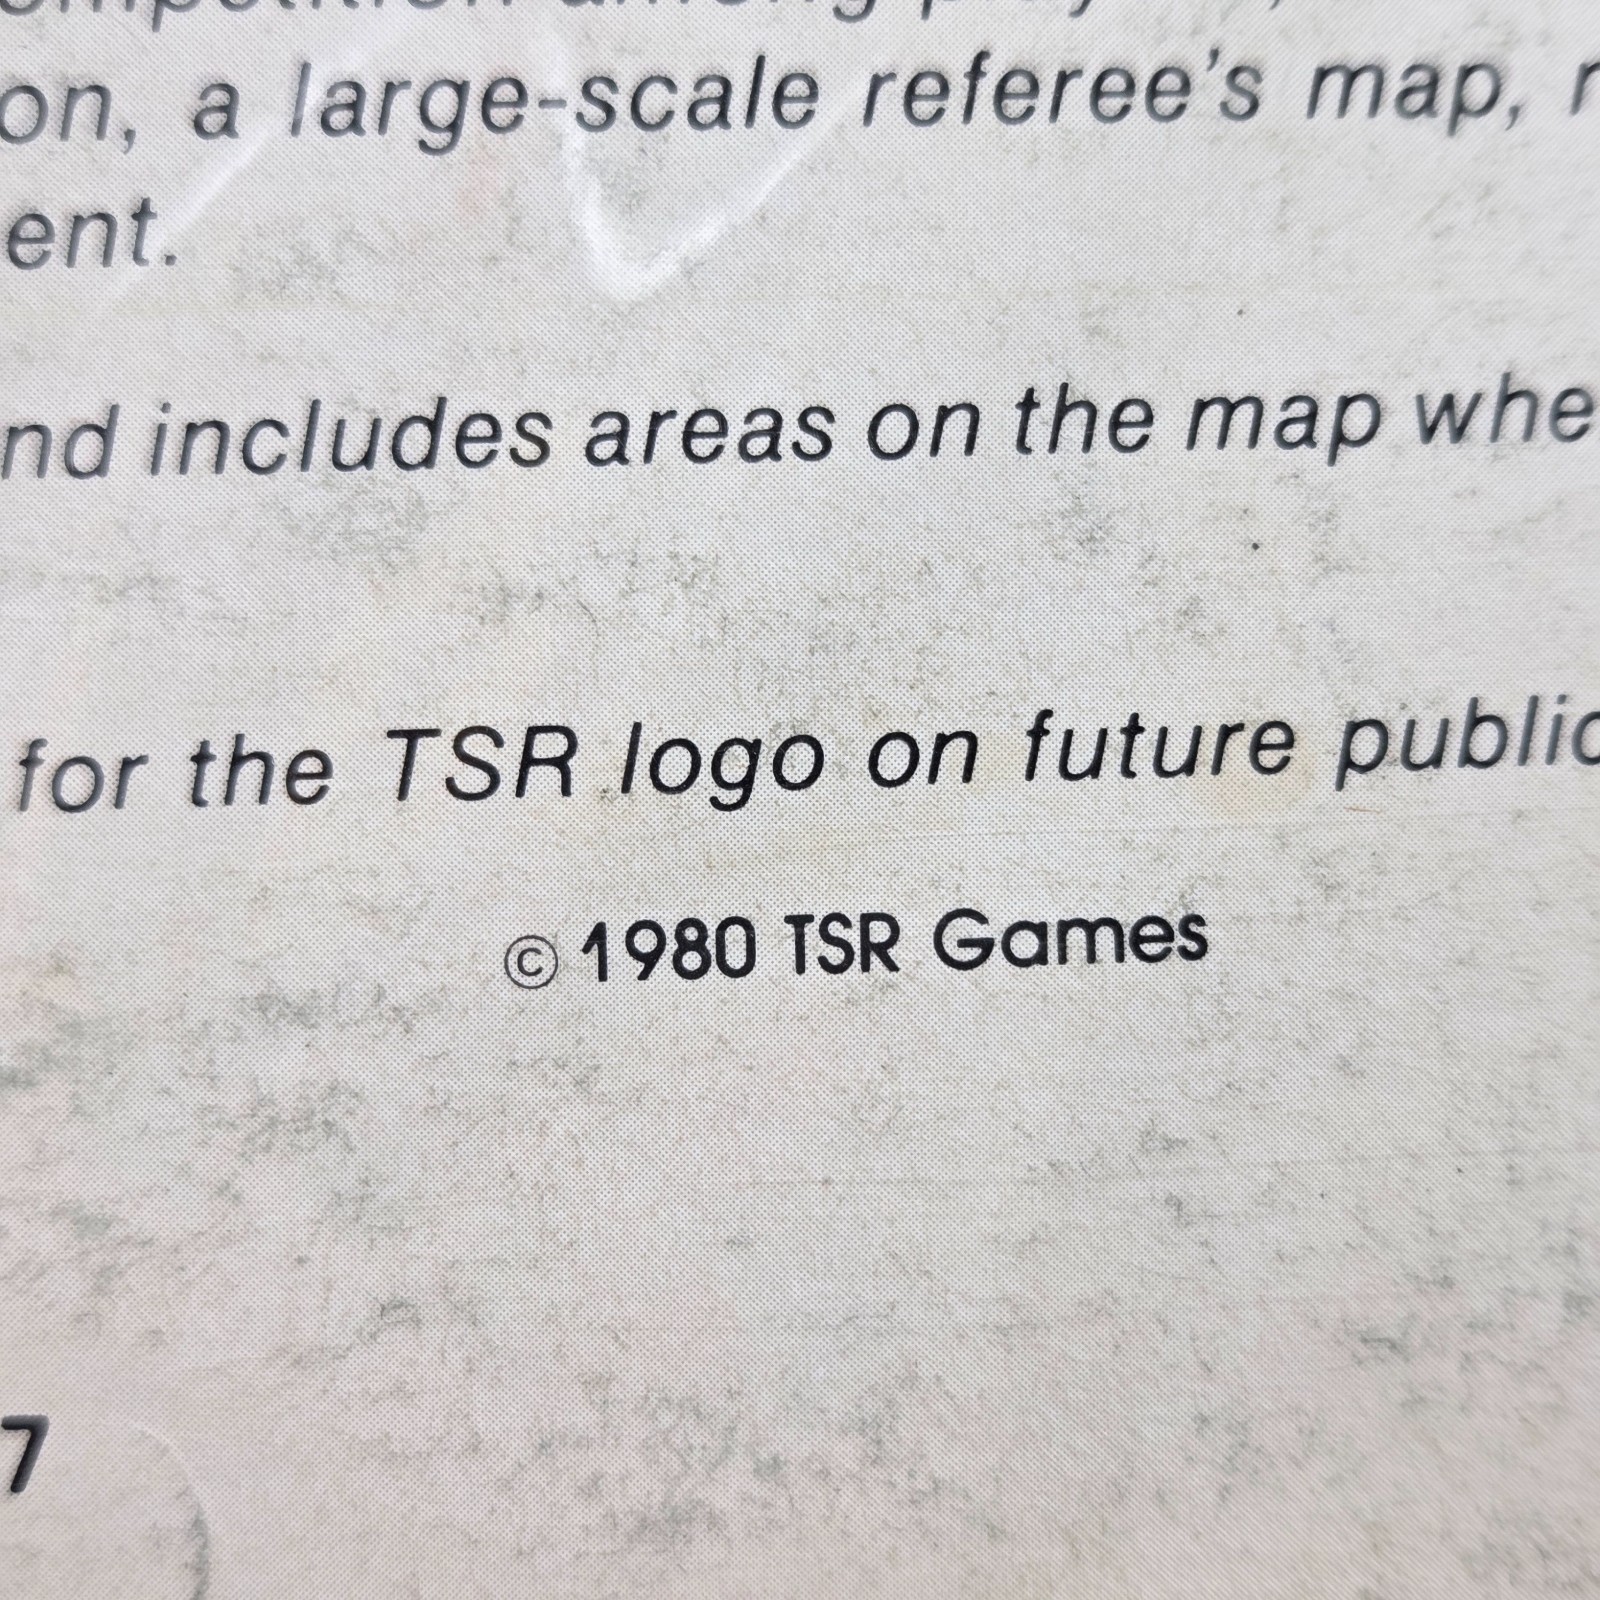 on, a large-scale referee's map,
ent.
nd includes areas on the map whe
for the TSR logo on future public
© 1980 TSR Games
7